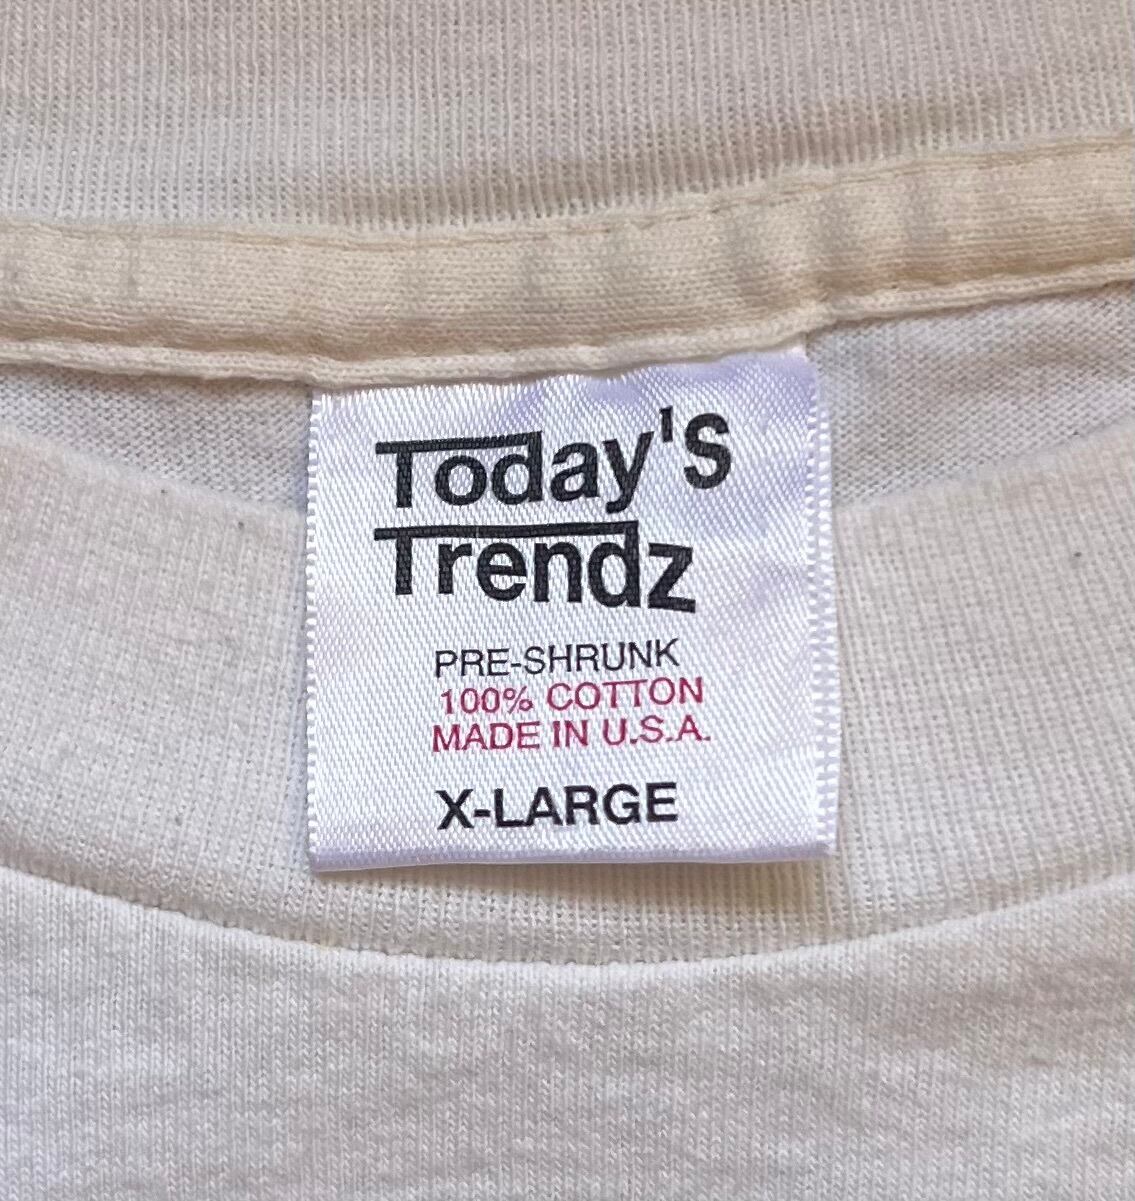 Today'S
Trendz
PRE-SHRUNK
100% COTTON
MADE IN U.S.A.
X-LARGE